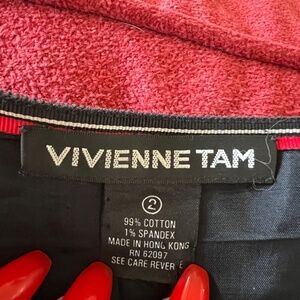 VIVIENNE TAM
2
99% COTTON
1% SPANDEX
MADE IN HONG KONG
RN 62097
SEE CARE REVER E